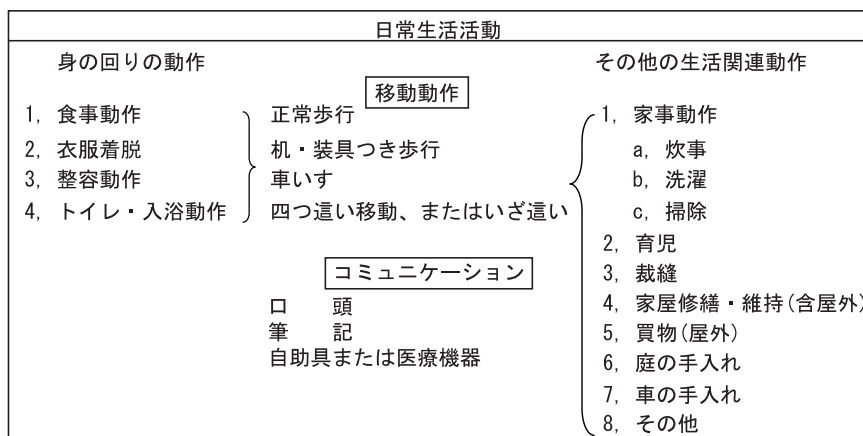 日常生活活動
身の回りの動作
1, 食事動作
2, 衣服着脱
3, 整容動作
4, トイレ・入浴動作
移動動作
正常歩行
机・装具つき歩行
車いす
四つ這い移動、またはいざ這い
コミュニケーション
口　　頭
筆　　記
自助具または医療機器
その他の生活関連動作
1, 家事動作
a, 炊事
b, 洗濯
c, 掃除
2, 育児
3, 裁縫
4, 家屋修繕・維持(含屋外)
5, 買物(屋外)
6, 庭の手入れ
7, 車の手入れ
8, その他